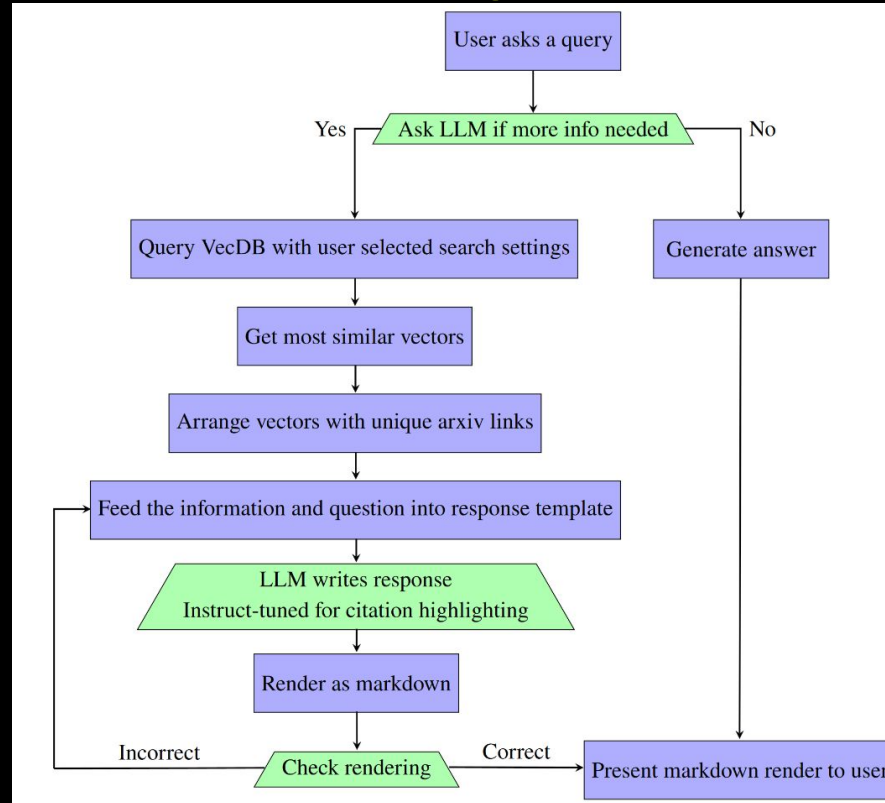 User asks a query
Yes
Ask LLM if more info needed
No
Query VecDB with user selected search settings
Generate answer
Get most similar vectors
Arrange vectors with unique arxiv links
Feed the information and question into response template
LLM writes response
Instruct-tuned for citation highlighting
Render as markdown
Incorrect
Check rendering
Correct
Present markdown render to user